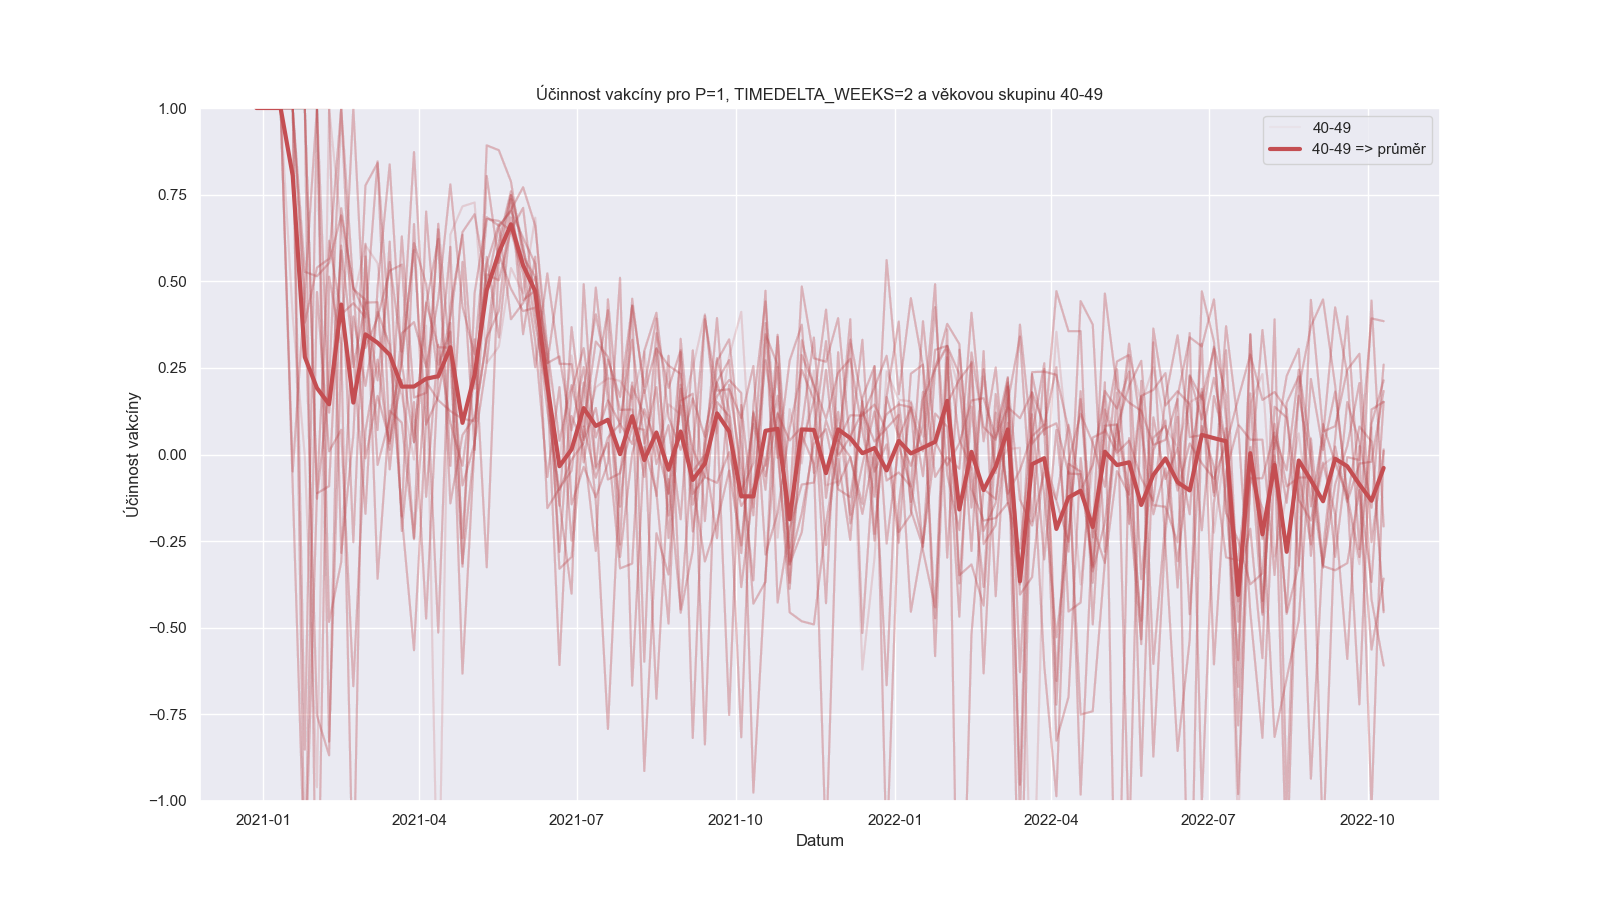 Účinnost vakcíny pro P=1, TIMEDELTA_WEEKS=2 a věkovou skupinu 40-49
40-49
40-49 => průměr
Účinnost vakcíny
1.00
0.75
0.50
0.25
0.00
−0.25
−0.50
−0.75
−1.00
2021-01 2021-04 2021-07 2021-10 2022-01 2022-04 2022-07 2022-10
Datum